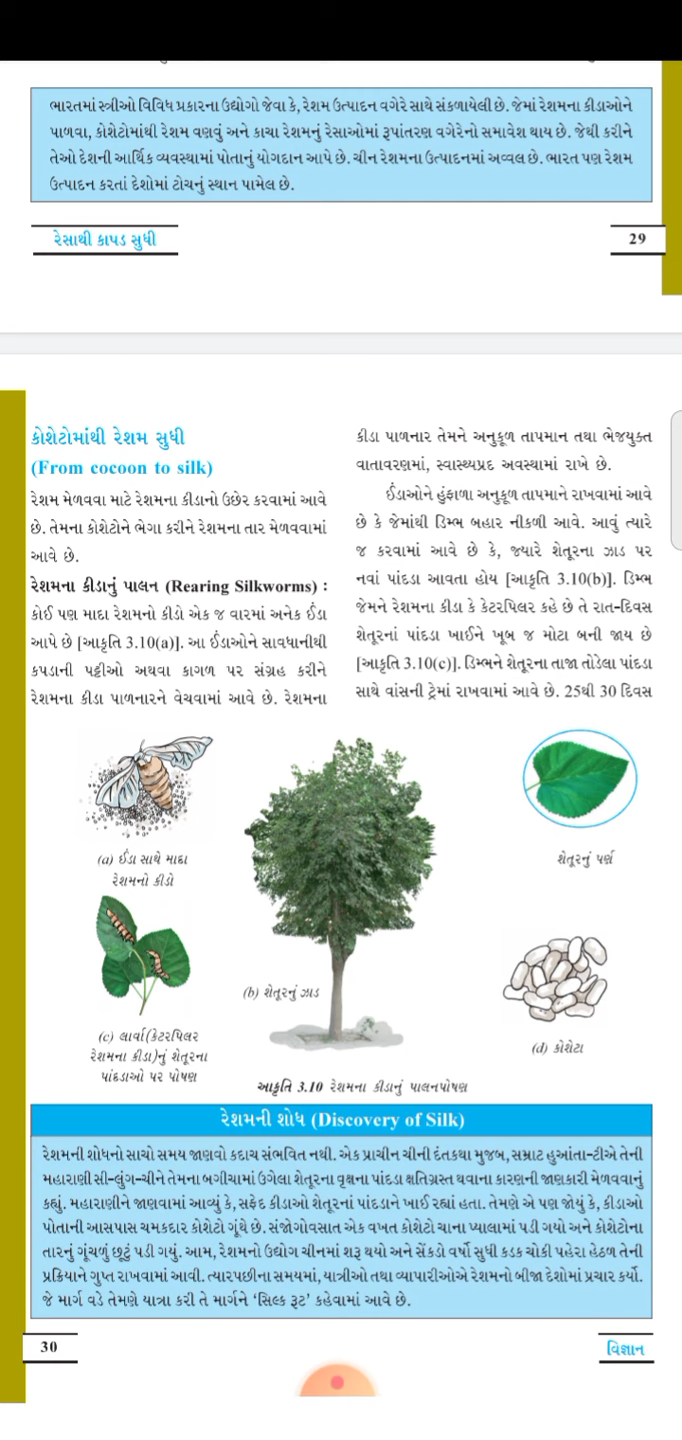 ભારતમાં સ્ત્રીઓ વિવિધ પ્રકારના ઉદ્યોગો જેવા કે, રેશમ ઉત્પાદન વગેરે સાથે સંકળાયેલી છે. જેમાં રેશમના કીડાઓને
પાળવા, કોશેટોમાંથી રેશમ વણવું અને કાચા રેશમનું રેસાઓમાં રૂપાંતરણ વગેરેનો સમાવેશ થાય છે. જેથી કરીને
તેઓ દેશની આર્થિક વ્યવસ્થામાં પોતાનું યોગદાન આપે છે. ચીન રેશમના ઉત્પાદનમાં અવ્વલ છે. ભારત પણ રેશમ
ઉત્પાદન કરતાં દેશોમાં ટોચનું સ્થાન પામેલ છે.
રેસાથી કાપડ સુધી
29
કોશેટોમાંથી રેશમ સુધી
(From cocoon to silk)
રેશમ મેળવવા માટે રેશમના કીડાનો ઉછેર કરવામાં આવે
છે. તેમના કોશેટોને ભેગા કરીને રેશમના તાર મેળવવામાં
આવે છે.
રેશમના કીડાનું પાલન (Rearing Silkworms) :
કોઈ પણ માદા રેશમનો કીડો એક જ વારમાં અનેક ઈંડા
આપે છે [આકૃતિ 3.10(a)]. આ ઈંડાઓને સાવધાનીથી
કપડાની પટ્ટીઓ અથવા કાગળ પર સંગ્રહ કરીને
રેશમના કીડા પાળનારને વેચવામાં આવે છે. રેશમના
કીડા પાળનાર તેમને અનુકૂળ તાપમાન તથા ભેજયુક્ત
વાતાવરણમાં, સ્વાસ્થ્યપ્રદ અવસ્થામાં રાખે છે.
ઈંડાઓને હુંફાળા અનુકૂળ તાપમાને રાખવામાં આવે
છે કે જેમાંથી ડિમ્ભ બહાર નીકળી આવે. આવું ત્યારે
જ કરવામાં આવે છે કે, જ્યારે શેતૂરના ઝાડ પર
નવાં પાંદડા આવતા હોય [આકૃતિ 3.10(b)]. ડિમ્ભ
જેમને રેશમના કીડા કે કેટરપિલર કહે છે તે રાત-દિવસ
શેતૂરનાં પાંદડા ખાઈને ખૂબ જ મોટા બની જાય છે
[આકૃતિ 3.10(c)]. ડિમ્ભને શેતૂરના તાજા તોડેલા પાંદડા
સાથે વાંસની ટ્રેમાં રાખવામાં આવે છે. 25થી 30 દિવસ
(a) ઈંડા સાથે માદા
રેશમનો કીડો
શેતૂરનું પર્ણ
(b) શેતૂરનું ઝાડ
(c) લાર્વા(કેટરપિલર
રેશમના કીડા)નું શેતૂરના
પાંદડાઓ પર પોષણ
(d) કોશેટા
આકૃતિ 3.10 રેશમના કીડાનું પાલનપોષણ
રેશમની શોધ (Discovery of Silk)
રેશમની શોધનો સાચો સમય જાણવો કદાચ સંભવિત નથી. એક પ્રાચીન ચીની દંતકથા મુજબ, સમ્રાટ હુઆંતા-ટીએ તેની
મહારાણી સી-લુંગ-ચીને તેમના બગીચામાં ઉગેલા શેતૂરના વૃક્ષના પાંદડા ક્ષતિગ્રસ્ત થવાના કારણની જાણકારી મેળવવાનું
કહ્યું. મહારાણીને જાણવામાં આવ્યું કે, સફેદ કીડાઓ શેતૂરનાં પાંદડાને ખાઈ રહ્યાં હતા. તેમણે એ પણ જોયું કે, કીડાઓ
પોતાની આસપાસ ચમકદાર કોશેટો ગૂંથે છે. સંજોગોવસાત એક વખત કોશેટો ચાના પ્યાલામાં પડી ગયો અને કોશેટોના
તારનું ગૂંચળું છૂટું પડી ગયું. આમ, રેશમનો ઉદ્યોગ ચીનમાં શરૂ થયો અને સેંકડો વર્ષો સુધી કડક ચોકી પહેરા હેઠળ તેની
પ્રક્રિયાને ગુપ્ત રાખવામાં આવી. ત્યારપછીના સમયમાં, યાત્રીઓ તથા વ્યાપારીઓએ રેશમનો બીજા દેશોમાં પ્રચાર કર્યો.
જે માર્ગ વડે તેમણે યાત્રા કરી તે માર્ગને ‘સિલ્ક રૂટ’ કહેવામાં આવે છે.
30
વિજ્ઞાન